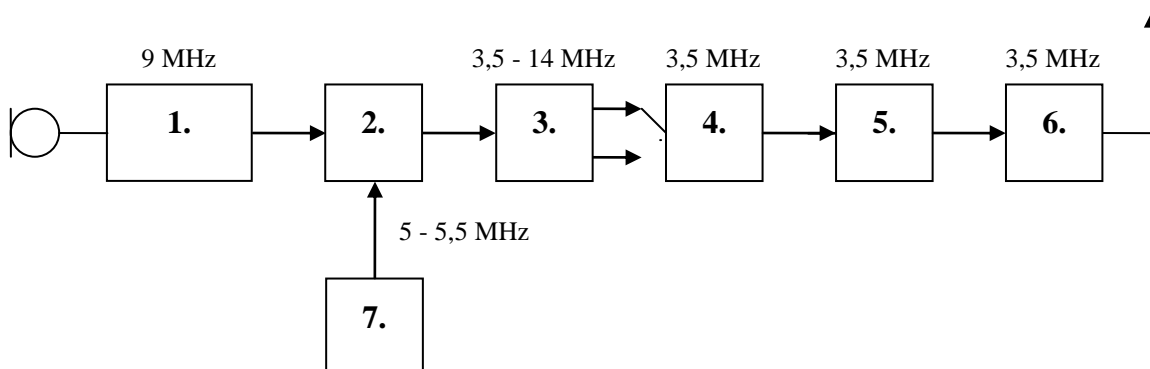 9 MHz
3,5 - 14 MHz
3,5 MHz
3,5 MHz
3,5 MHz
1.
2.
3.
4.
5.
6.
5 - 5,5 MHz
7.